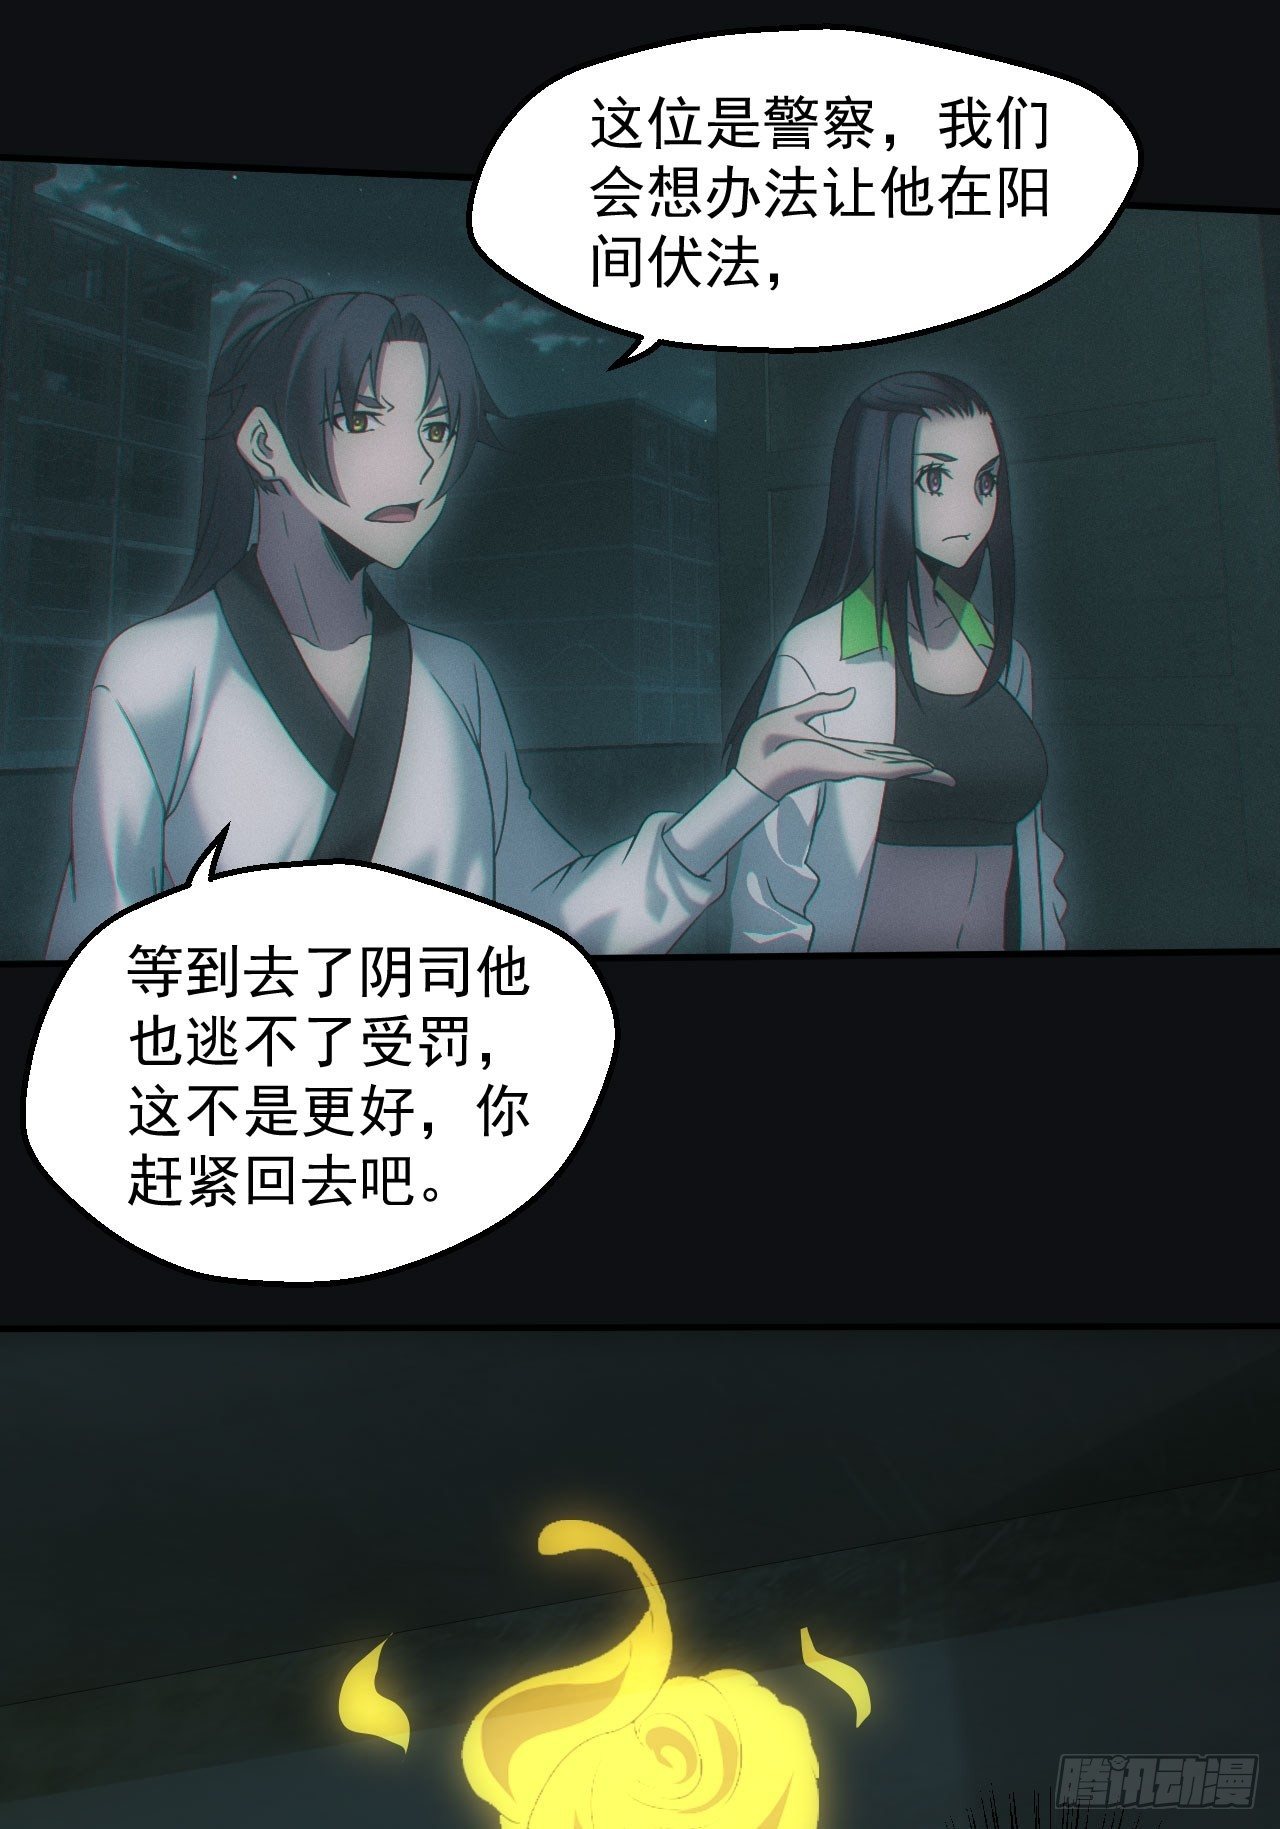 这位是警察，我们
会想办法让他在阳
间伏法，
等到去了阴司他
也逃不了受罚，
这不是更好，你
赶紧回去吧。
腾讯动漫